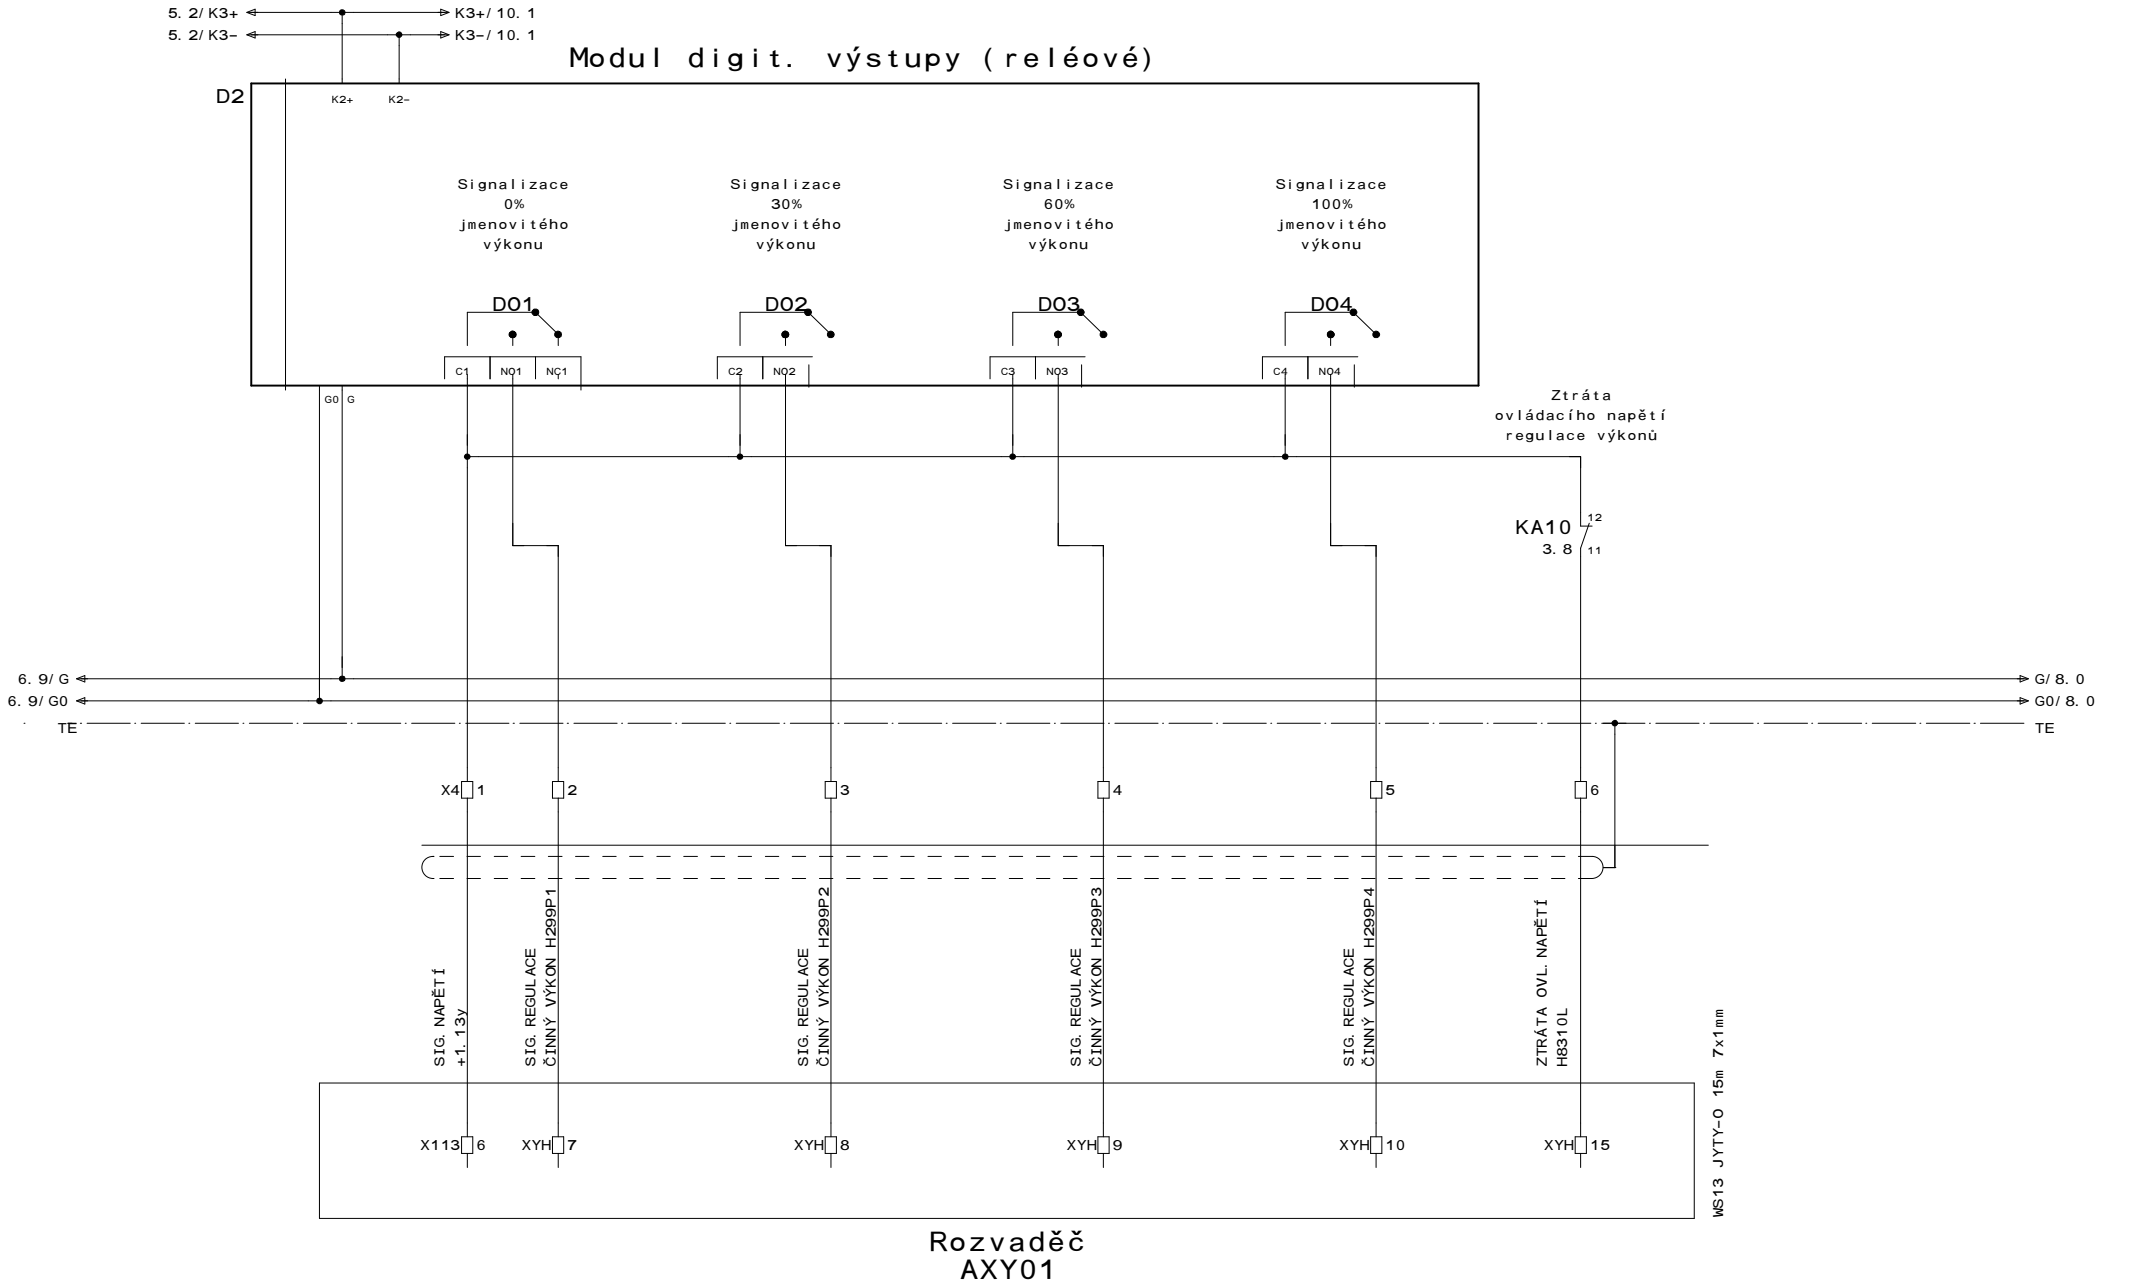 5. 2/ K3+
K3+/ 10. 1
5. 2/ K3-
K3-/ 10. 1
Modul digit. výstupy (reléové)
D2
K2+
K2-
Signalizace
0%
jmenovitého
výkonu
Signalizace
30%
jmenovitého
výkonu
Signalizace
60%
jmenovitého
výkonu
Signalizace
100%
jmenovitého
výkonu
DO1
DO2
DO3
DO4
C1
NO1
NC1
C2
NO2
C3
NO3
C4
NO4
G0
G
Ztráta
ovládacího napětí
regulace výkonů
KA10
3. 8
12
11
6. 9/ G
G/ 8. 0
6. 9/ G0
G0/ 8. 0
TE
TE
X4
1
2
3
4
5
6
SIG. NAPĚTÍ
+1. 13y
SIG. REGULACE
ČINNÝ VÝKON H299P1
SIG. REGULACE
ČINNÝ VÝKON H299P2
SIG. REGULACE
ČINNÝ VÝKON H299P3
SIG. REGULACE
ČINNÝ VÝKON H299P4
ZTRÁTA OVL. NAPĚTÍ
H8310L
WS13 JYTY-O 15m 7x1mm
X113
6
XYH
7
XYH
8
XYH
9
XYH
10
XYH
15
Rozvaděč
AXY01